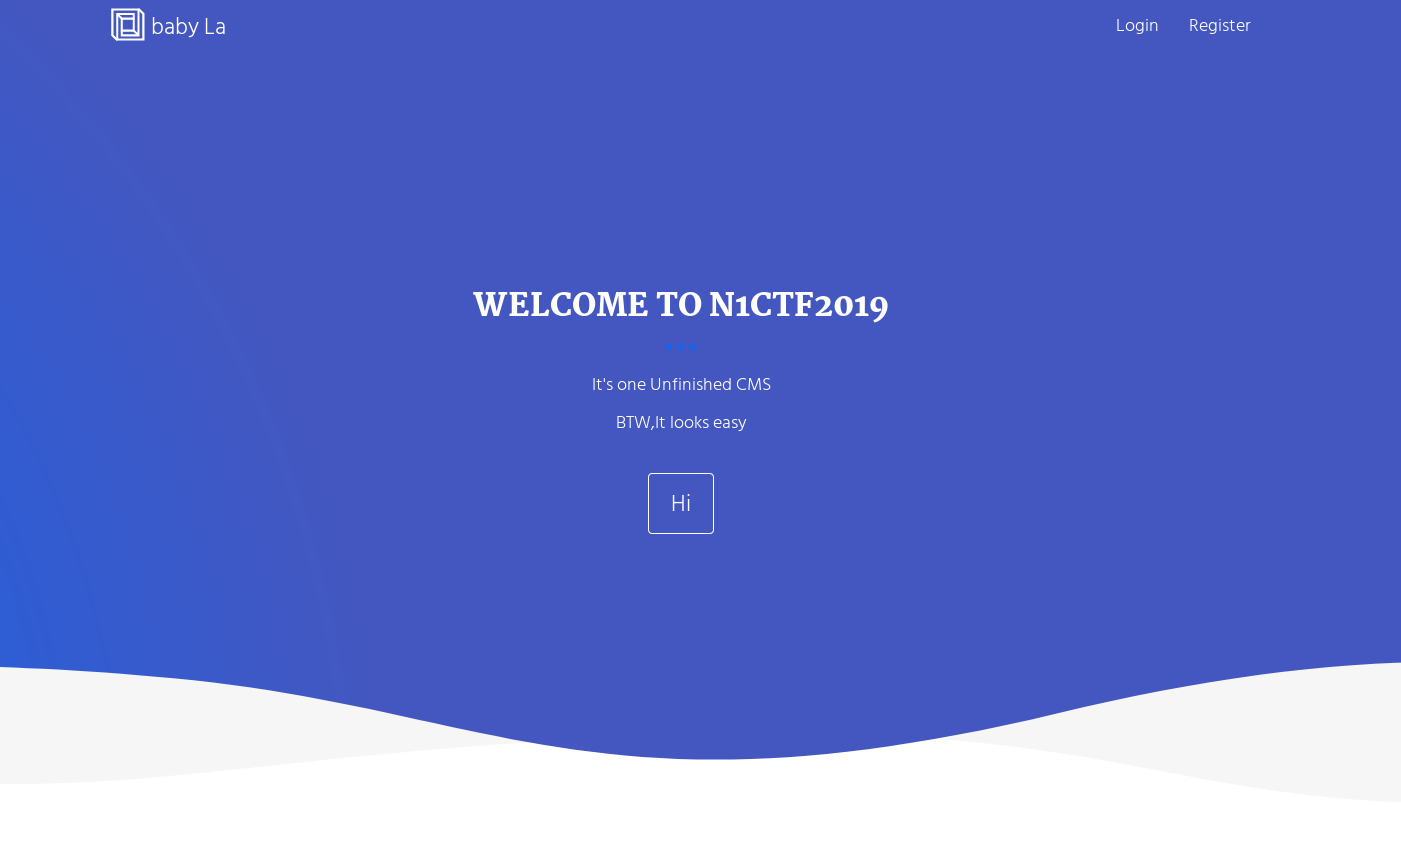 baby La
Login
Register
WELCOME TO N1CTF2019
It's one Unfinished CMS
BTW,It looks easy
Hi